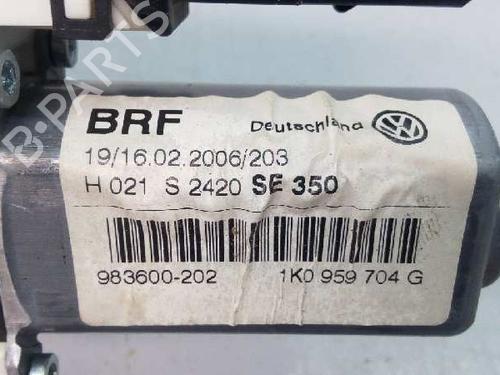 B-PARTS
BRF
Deutschland
19/16.02.2006/203
H 021 S 2420 SE 350
983600-202 1K0 959 704 G